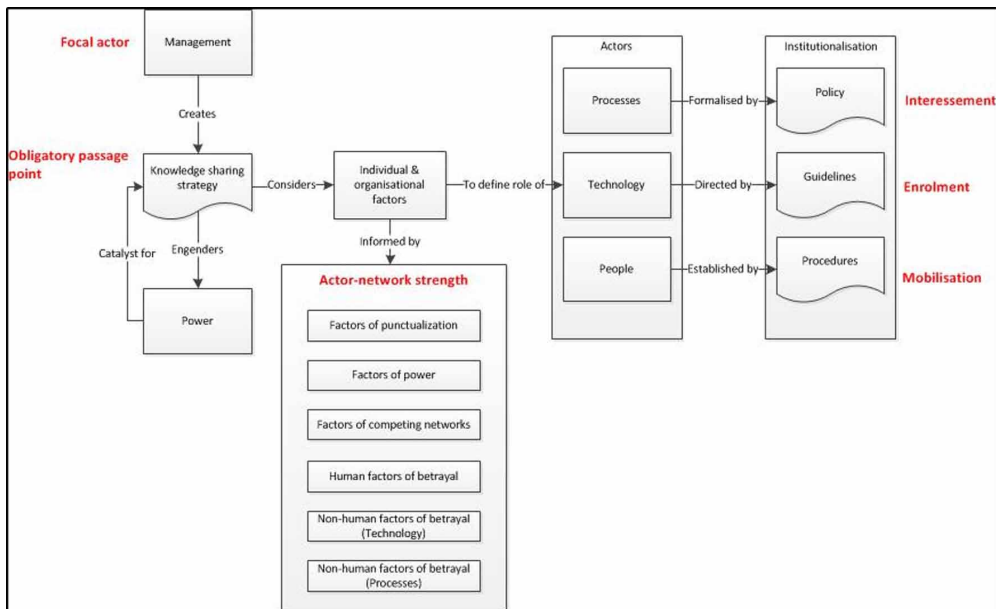 Focal actor
Management
Creates
Obligatory passage
point
Knowledge sharing
strategy
Considers
Individual &
organisational
factors
To define role of
Catalyst for
Engenders
Power
Informed by
Actor-network strength
Factors of punctualization
Factors of power
Factors of competing networks
Human factors of betrayal
Non-human factors of betrayal
(Technology)
Non-human factors of betrayal
(Processes)
Actors
Processes
Technology
People
Formalised by
Directed by
Established by
Institutionalisation
Policy
Guidelines
Procedures
Interessement
Enrolment
Mobilisation